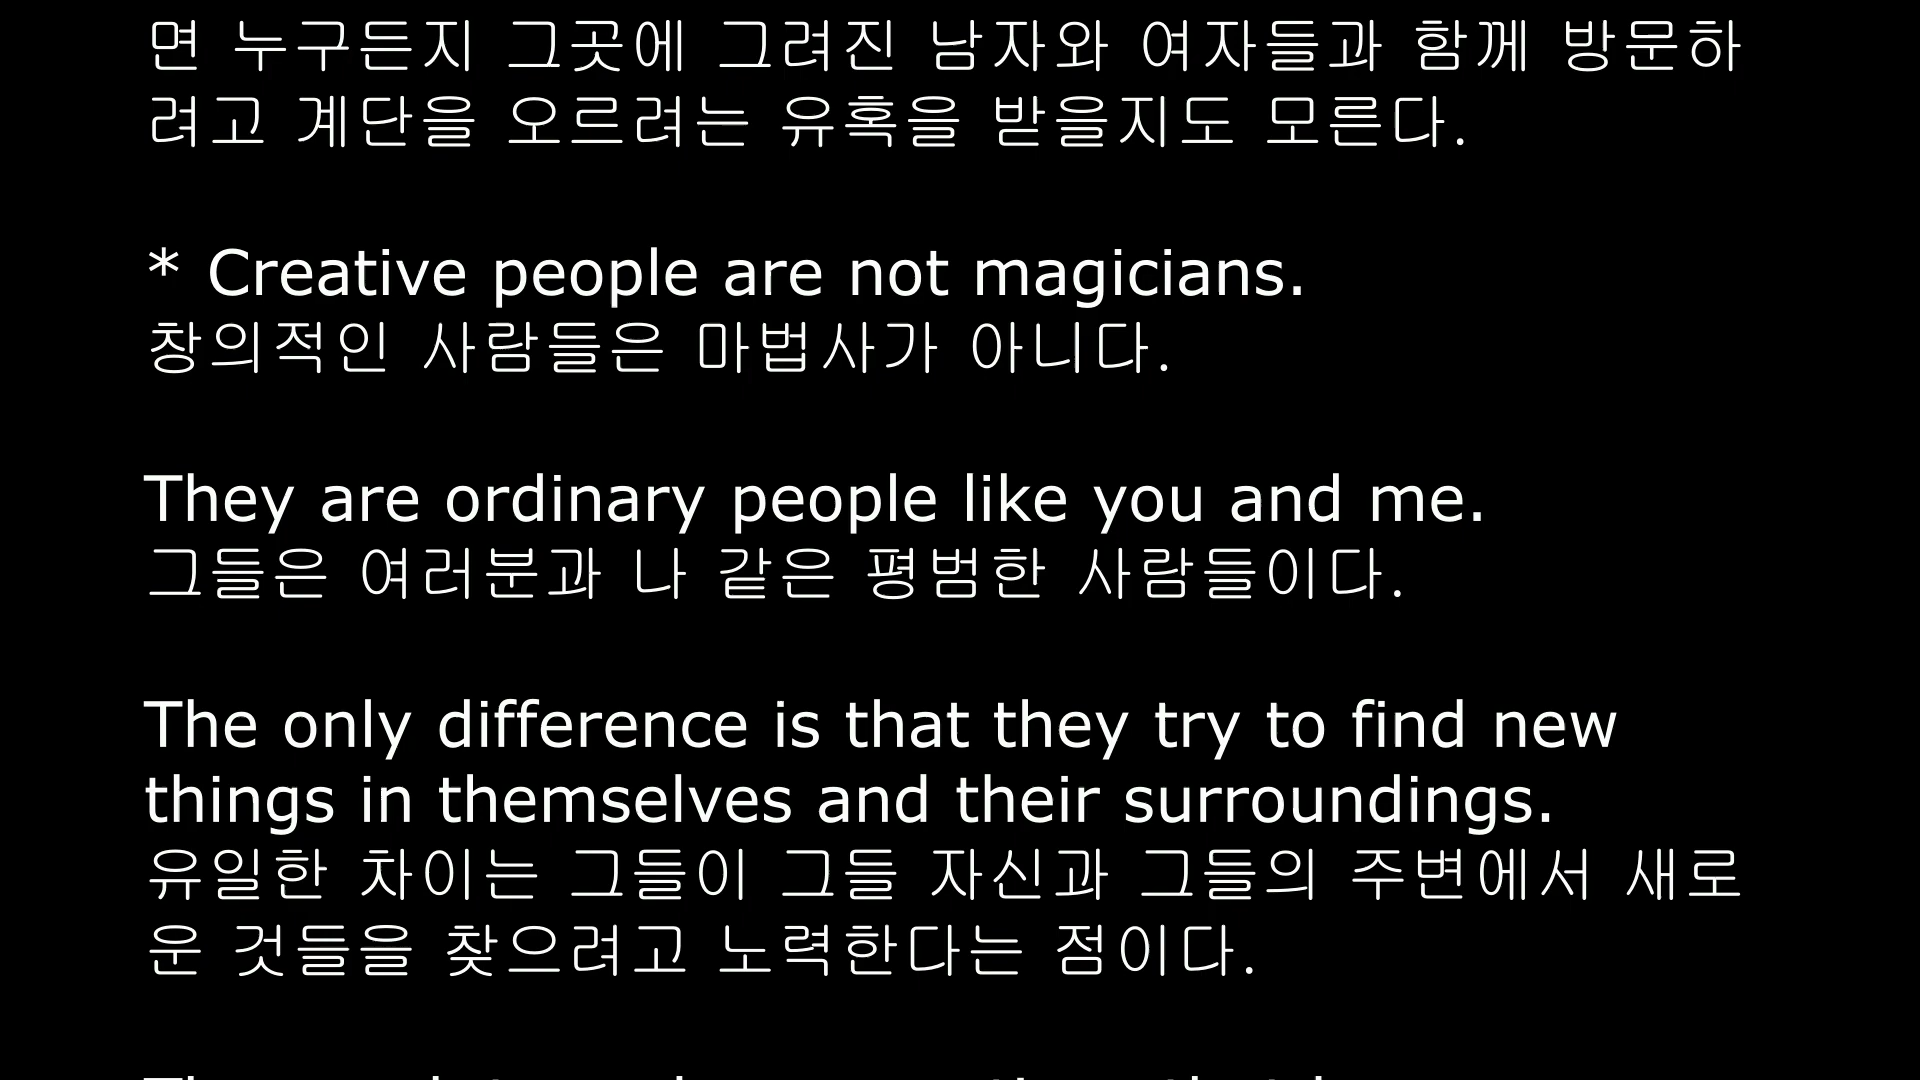 면 누구든지 그곳에 그려진 남자와 여자들과 함께 방문하
려고 계단을 오르려는 유혹을 받을지도 모른다.
* Creative people are not magicians.
창의적인 사람들은 마법사가 아니다.
They are ordinary people like you and me.
그들은 여러분과 나 같은 평범한 사람들이다.
The only difference is that they try to find new
things in themselves and their surroundings.
유일한 차이는 그들이 그들 자신과 그들의 주변에서 새로
운 것들을 찾으려고 노력한다는 점이다.